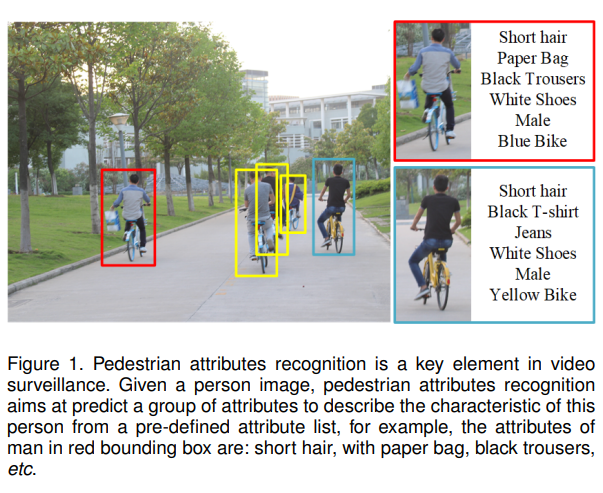 Short hair
Paper Bag
Black Trousers
White Shoes
Male
Blue Bike
Short hair
Black T-shirt
Jeans
White Shoes
Male
Yellow Bike
Figure 1. Pedestrian attributes recognition is a key element in video
surveillance. Given a person image, pedestrian attributes recognition
aims at predict a group of attributes to describe the characteristic of this
person from a pre-defined attribute list, for example, the attributes of
man in red bounding box are: short hair, with paper bag, black trousers,
etc.